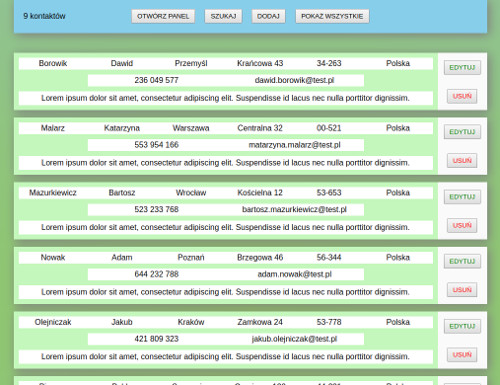 9 kontaktów OTWÓRZ PANEL SZUKAJ DODAJ POKAŻ WSZYSTKIE
Borowik Dawid Przemyśl Krańcowa 43 34-263 Polska EDYTUJ
236 049 577 dawid.borowik@test.pl
Lorem ipsum dolor sit amet, consectetur adipiscing elit. Suspendisse id lacus nec nulla porttitor dignissim. USUŃ
Malarz Katarzyna Warszawa Centralna 32 00-521 Polska EDYTUJ
553 954 166 matarzyna.malarz@test.pl
Lorem ipsum dolor sit amet, consectetur adipiscing elit. Suspendisse id lacus nec nulla porttitor dignissim. USUŃ
Mazurkiewicz Bartosz Wrocław Kościelna 12 53-653 Polska EDYTUJ
523 233 768 bartosz.mazurkiewicz@test.pl
Lorem ipsum dolor sit amet, consectetur adipiscing elit. Suspendisse id lacus nec nulla porttitor dignissim. USUŃ
Nowak Adam Poznań Brzegowa 46 56-344 Polska EDYTUJ
644 232 788 adam.nowak@test.pl
Lorem ipsum dolor sit amet, consectetur adipiscing elit. Suspendisse id lacus nec nulla porttitor dignissim. USUŃ
Olejniczak Jakub Kraków Zamkowa 24 53-778 Polska EDYTUJ
421 809 323 jakub.olejniczak@test.pl
Lorem ipsum dolor sit amet, consectetur adipiscing elit. Suspendisse id lacus nec nulla porttitor dignissim. USUŃ